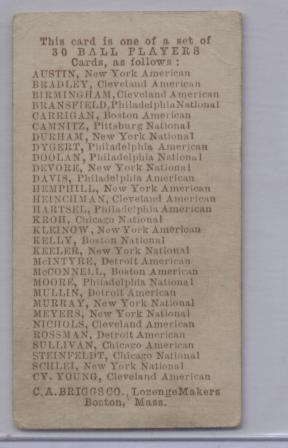 This card is one of a set of
30 BALL PLAYERS
Cards, as follows:
AUSTIN, New York American
BRADLEY, Cleveland American
BIRMINGHAM, Cleveland American
BRANSFIELD, Philadelphia National
CARRIGAN, Boston American
CAMNITZ, Pittsburg National
DURHAM, New York National
DYGERT, Philadelphia American
DOOLAN, Philadelphia National
DEVORE, New York National
DAVIS, Philadelphia American
HEMPHILL, New York American
HEINCHMAN, Cleveland American
HARTSEL, Philadelphia American
KROH, Chicago National
KLEINOW, New York American
KELLY, Boston National
KEELER, New York National
McINTYRE, Detroit American
McCONNELL, Boston American
MOORE, Philadelphia National
MULLIN, Detroit American
MURRAY, New York National
MEYERS, New York National
NICHOLS, Cleveland American
ROSSMAN, Detroit American
SULLIVAN, Chicago American
STEINFELDT, Chicago National
SCHLEI, New York National
CY. YOUNG, Cleveland American
C.A. BRIGGS CO., Lozenge Makers
Boston, Mass.